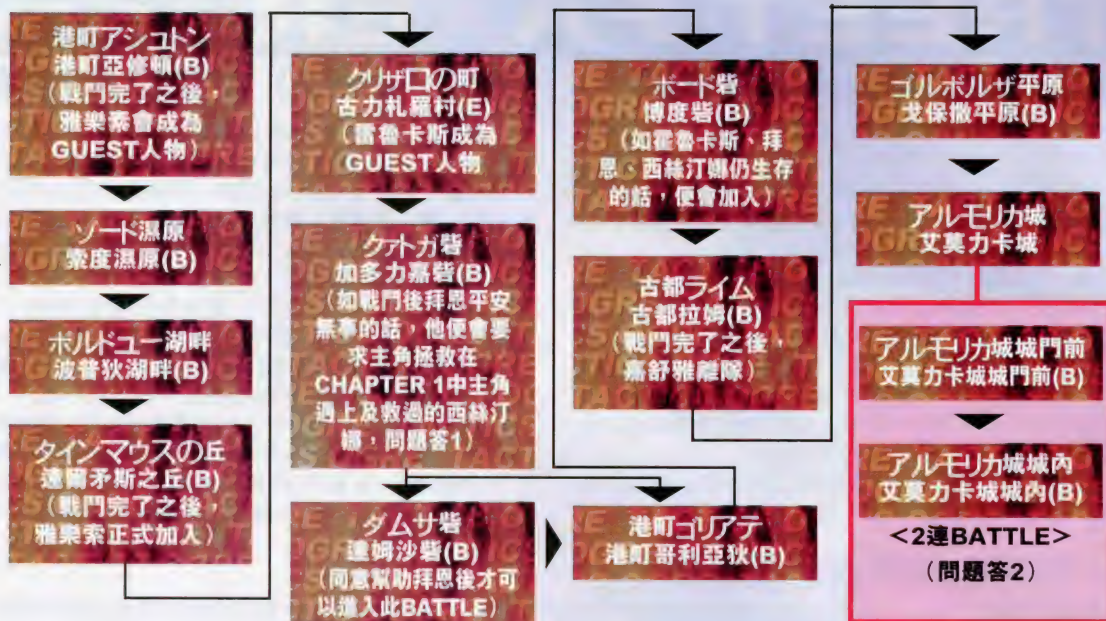 港町アシュトン
港町亞修頓(B)
(戰鬥完了之後，
雅樂素會成為
GUEST人物)
ゾード濕原
索度濕原(B)
ボルドュー湖畔
波普狄湖畔(B)
タインマウスの丘
達爾矛斯之丘(B)
(戰鬥完了之後，
雅樂索正式加入)
クリザローの町
古力札羅村(E)
(雷魯卡斯成為
GUEST人物
クァトガ砦
加多力嘉砦(B)
(如戰鬥後拜恩平安
無事的話，他便會要
求主角拯救在
CHAPTER 1中主角
遇上及救過的西絲汀
娜，問題答1)
ダムサ砦
達姆沙砦(B)
(同意幫助拜恩後才可
以進入此BATTLE)
港町ゴリアテ
港町哥利亞狄(B)
ボード砦
博度砦(B)
(如霍魯卡斯、拜
恩、西絲汀娜仍生存
的話，便會加入)
古都ライム
古都拉姆(B)
(戰鬥完了之後，
嘉舒雅離隊)
ゴルボルザ平原
戈保撒平原(B)
アルモリカ城
艾莫力卡城
アルモリカ城城門前
艾莫力卡城城門前(B)
アルモリカ城城內
艾莫力卡城城內(B)
<2連BATTLE>
(問題答2)